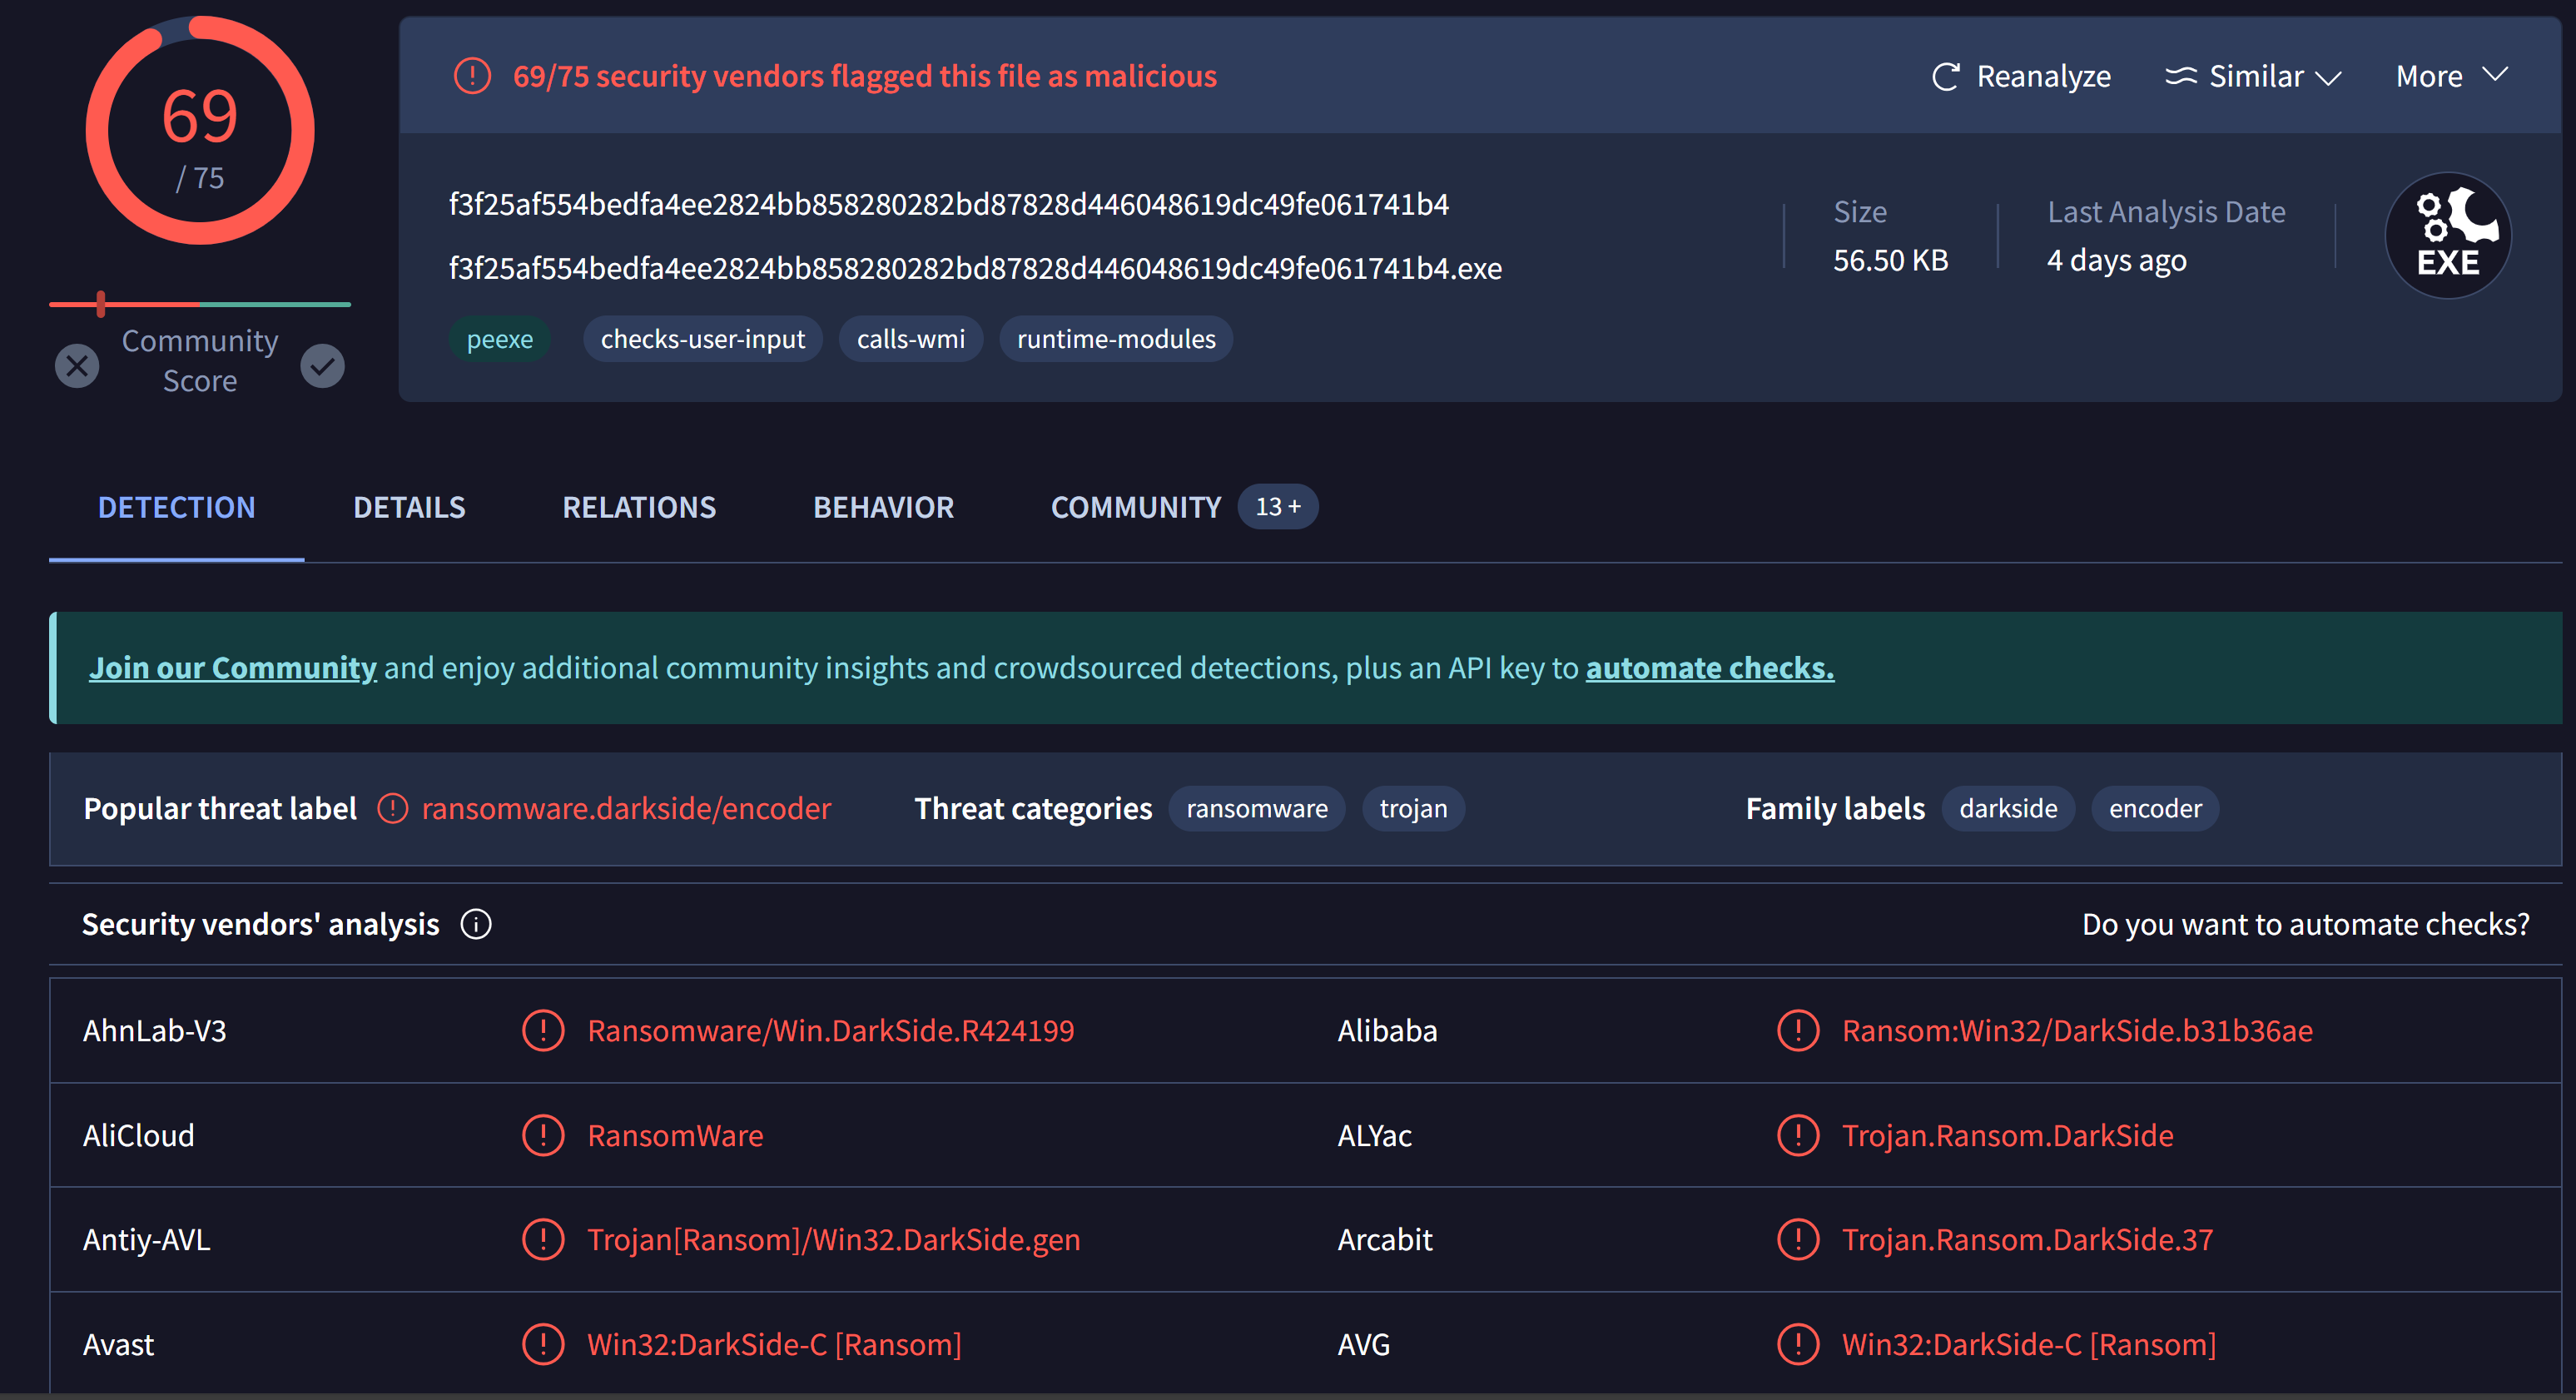 69
/ 75
Community
Score
69/75 security vendors flagged this file as malicious
Reanalyze
Similar
More
f3f25af554bedfa4ee2824bb858280282bd87828d446048619dc49fe061741b4
f3f25af554bedfa4ee2824bb858280282bd87828d446048619dc49fe061741b4.exe
peexe
checks-user-input
calls-wmi
runtime-modules
Size
56.50 KB
Last Analysis Date
4 days ago
EXE
DETECTION
DETAILS
RELATIONS
BEHAVIOR
COMMUNITY
13 +
Join our Community and enjoy additional community insights and crowdsourced detections, plus an API key to automate checks.
Popular threat label
ransomware.darkside/encoder
Threat categories
ransomware
trojan
Family labels
darkside
encoder
Security vendors' analysis
Do you want to automate checks?
AhnLab-V3
Ransomware/Win.DarkSide.R424199
Alibaba
Ransom:Win32/DarkSide.b31b36ae
AliCloud
RansomWare
ALYac
Trojan.Ransom.DarkSide
Antiy-AVL
Trojan[Ransom]/Win32.DarkSide.gen
Arcabit
Trojan.Ransom.DarkSide.37
Avast
Win32:DarkSide-C [Ransom]
AVG
Win32:DarkSide-C [Ransom]